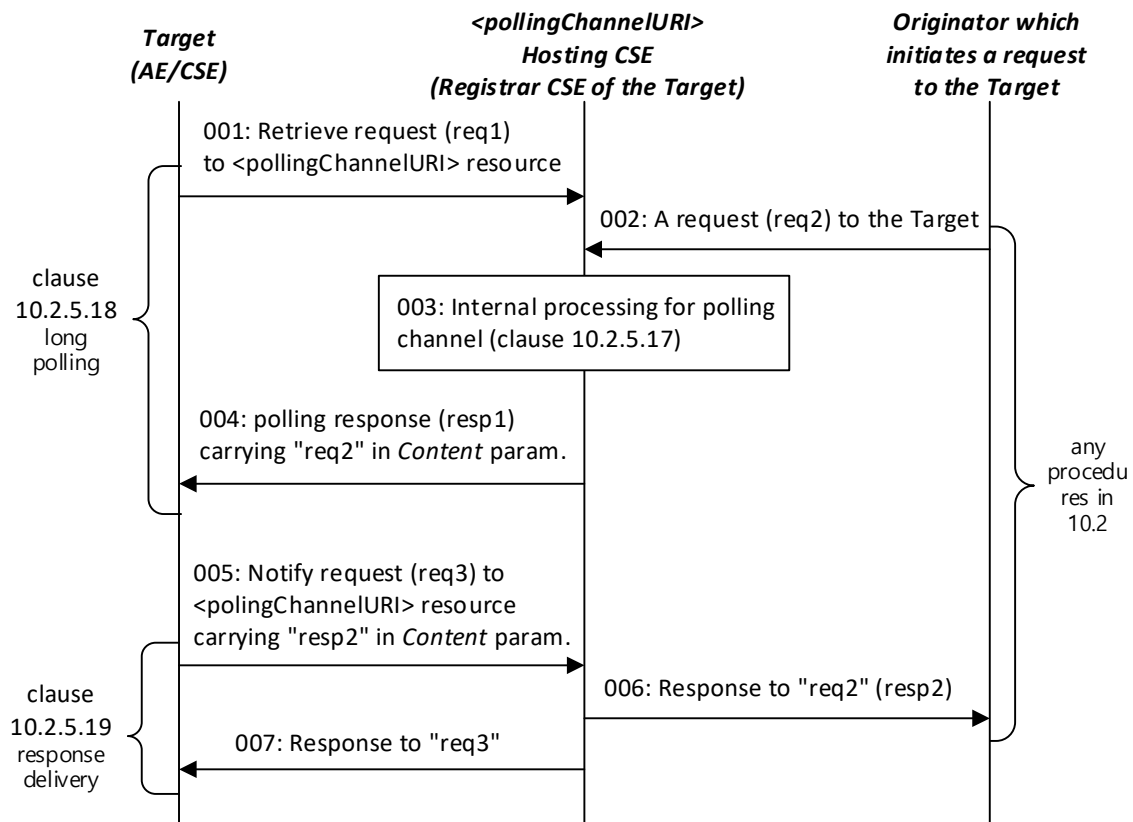 Target
(AE/CSE)
<pollingChannelURI>
Hosting CSE
(Registrar CSE of the Target)
Originator which
initiates a request
to the Target
001: Retrieve request (req1)
to <pollingChannelURI> resource
002: A request (req2) to the Target
003: Internal processing for polling
channel (clause 10.2.5.17)
clause
10.2.5.18
long
polling
004: polling response (resp1)
carrying "req2" in Content param.
any
procedu
res in
10.2
005: Notify request (req3) to
<polingChannelURI> resource
carrying "resp2" in Content param.
006: Response to "req2" (resp2)
clause
10.2.5.19
response
delivery
007: Response to "req3"